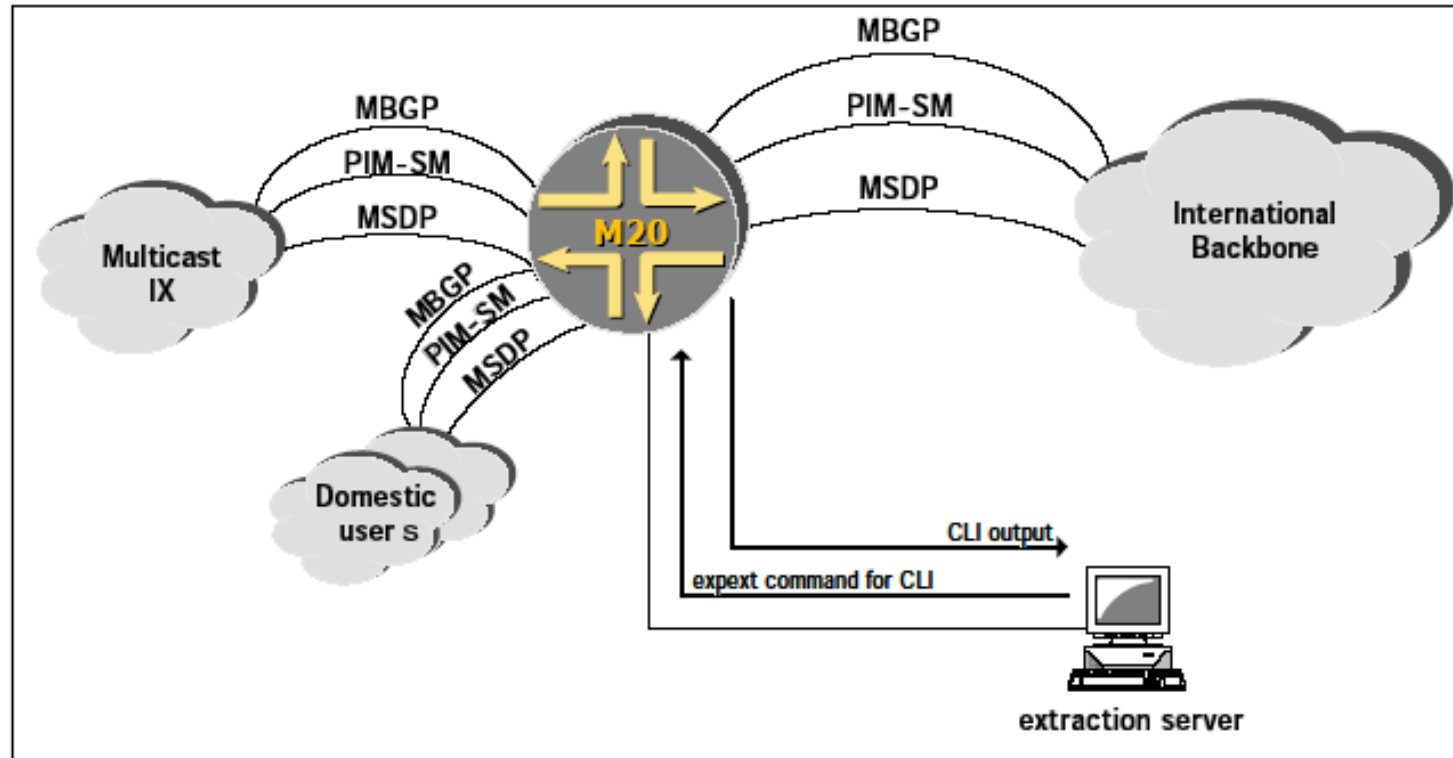 MBGP
PIM-SM
MSDP
MBGP
PIM-SM
MSDP
Multicast
IX
M20
International
Backbone
MBGP
PIM-SM
MSDP
Domestic
user s
CLI output
expext command for CLI
extraction server